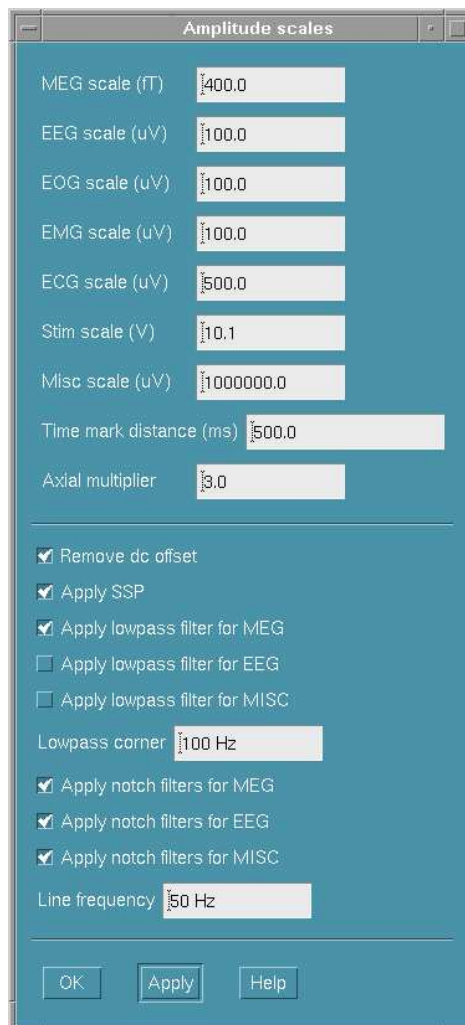 Amplitude scales
MEG scale (fT) 400.0
EEG scale (uV) 100.0
EOG scale (uV) 100.0
EMG scale (uV) 100.0
ECG scale (uV) 500.0
Stim scale (V) 10.1
Misc scale (uV) 1000000.0
Time mark distance (ms) 500.0
Axial multiplier 3.0
Remove dc offset
Apply SSP
Apply lowpass filter for MEG
Apply lowpass filter for EEG
Apply lowpass filter for MISC
Lowpass corner 100 Hz
Apply notch filters for MEG
Apply notch filters for EEG
Apply notch filters for MISC
Line frequency 50 Hz
OK Apply Help